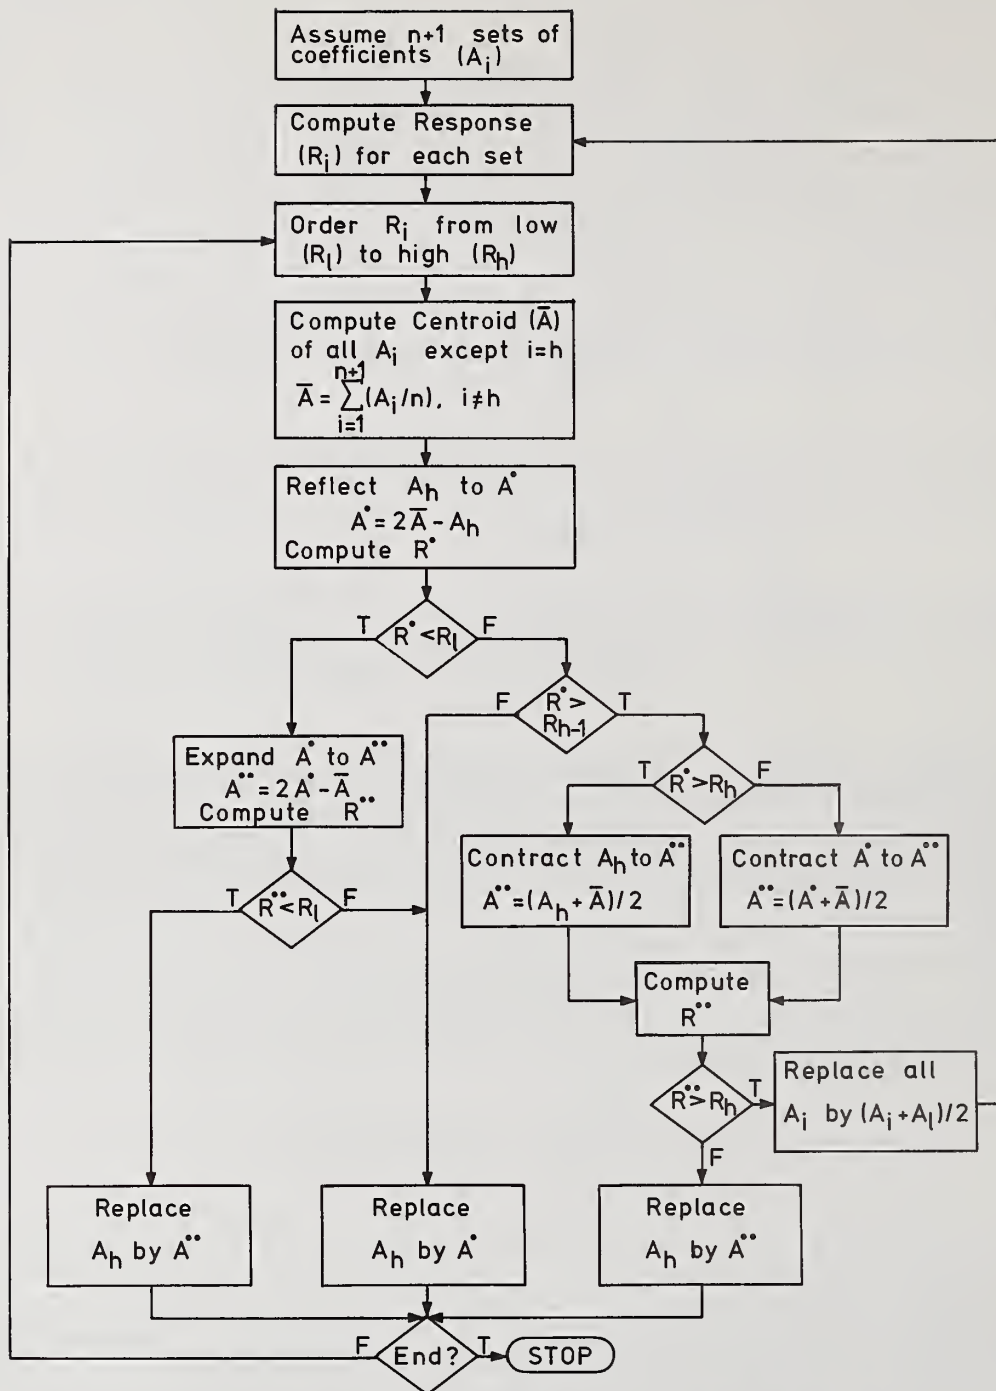 Assume n+1 sets of
coefficients (Aᵢ)
Compute Response
(Rᵢ) for each set
Order Rᵢ from low
(Rₗ) to high (Rₕ)
Compute Centroid (A̅)
of all Aᵢ except i=h
n+1
A̅=∑(Aᵢ/n), i≠h
i=1
Reflect Aₕ to A•
A•=2A̅-Aₕ
Compute R•
T R•<Rₗ F
F R•> T
Rₕ₋₁
Expand A• to A••
A••=2A•-A̅
Compute R••
T R•>Rₕ F
Contract Aₕ to A••
A••=(Aₕ+A̅)/2
Contract A• to A••
A••=(A•+A̅)/2
T R••<Rₗ F
Compute
R••
R••>Rₕ T
F
Replace all
Aᵢ by (Aᵢ+Aₗ)/2
Replace
Aₕ by A••
Replace
Aₕ by A•
Replace
Aₕ by A••
F End? T STOP